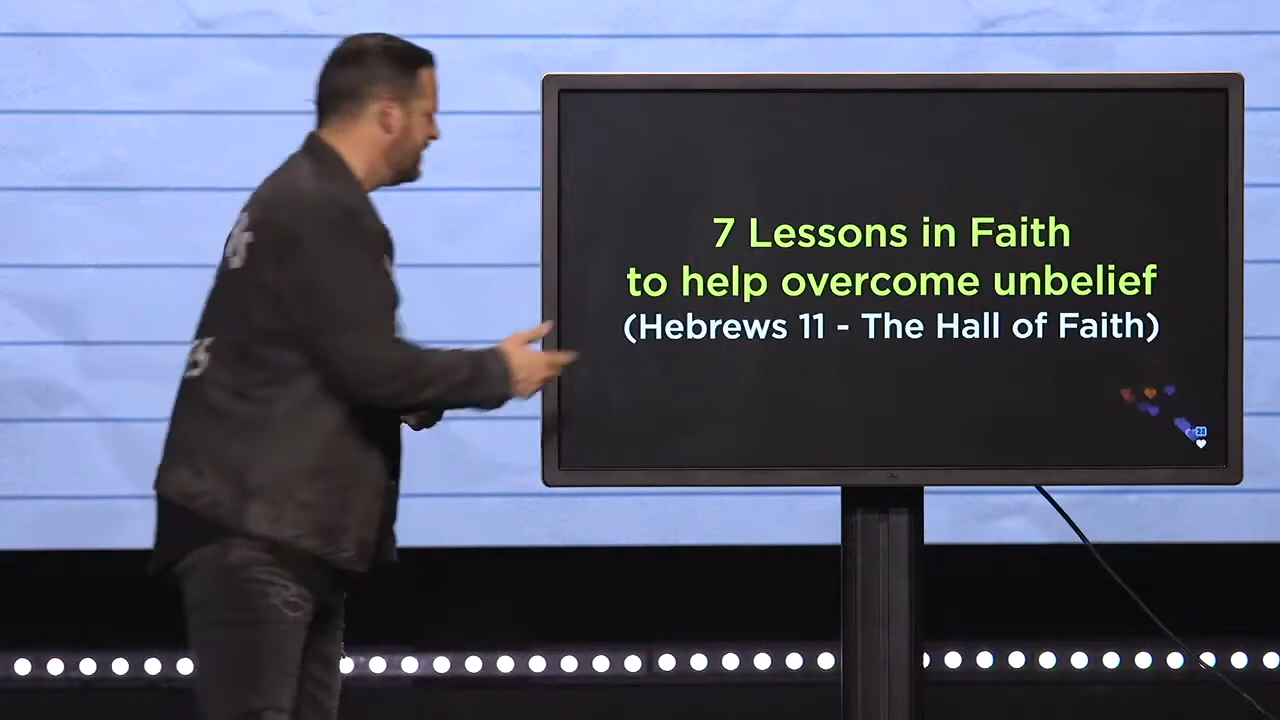 7 Lessons in Faith
to help overcome unbelief
(Hebrews 11 - The Hall of Faith)